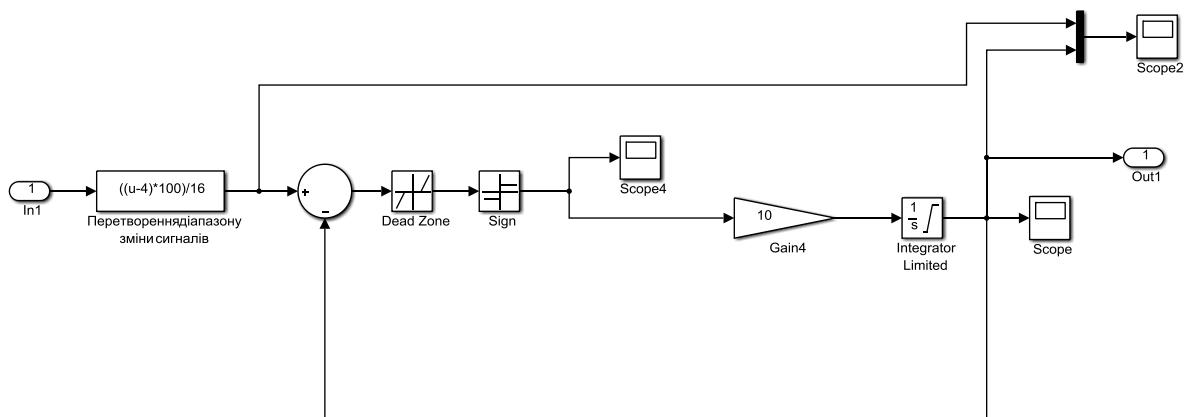 Scope2
1
Out1
1
In1
((u-4)*100)/16
Перетвореннядіапазону
зміни сигналів
+
−
Dead Zone
Sign
Scope4
10
Gain4
1
s
Integrator
Limited
Scope